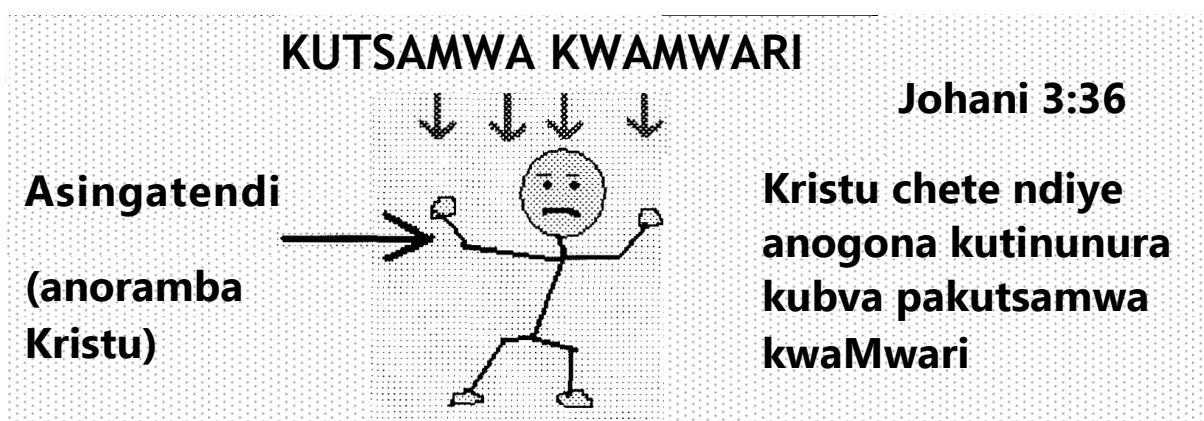 KUTSAMWA KWAMWARI
Johani 3:36
Asingatendi
(anoramba
Kristu)
Kristu chete ndiye
anogona kutinunura
kubva pakutsamwa
kwaMwari